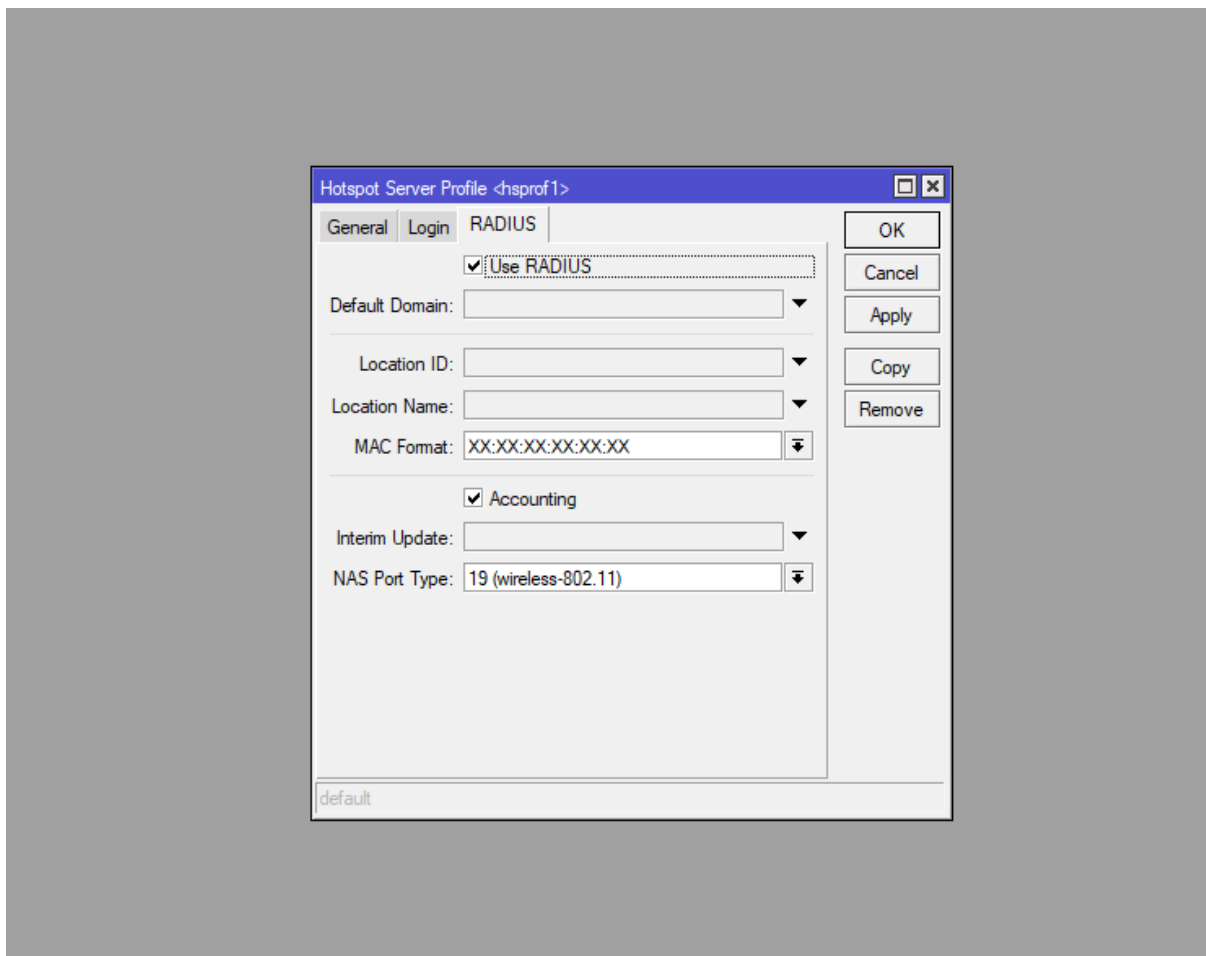 Hotspot Server Profile <hsprof1>
General Login RADIUS
OK
Use RADIUS
Cancel
Default Domain:
Apply
Location ID:
Copy
Location Name:
Remove
MAC Format: XX:XX:XX:XX:XX:XX
Accounting
Interim Update:
NAS Port Type: 19 (wireless-802.11)
default